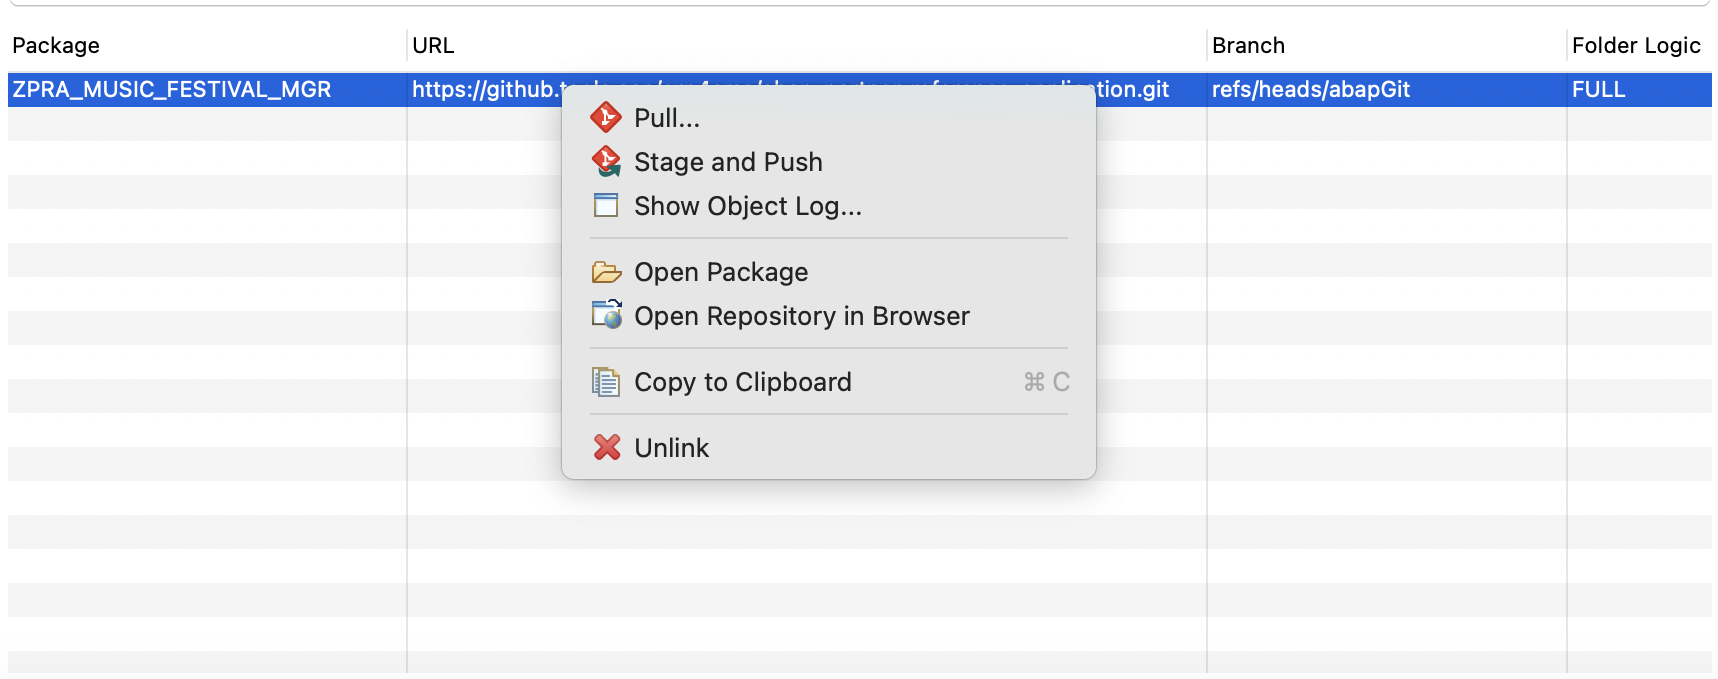 Package URL Branch Folder Logic
ZPRA_MUSIC_FESTIVAL_MGR https://github. tion.git refs/heads/abapGit FULL
Pull...
Stage and Push
Show Object Log...
Open Package
Open Repository in Browser
Copy to Clipboard ⌘ C
Unlink